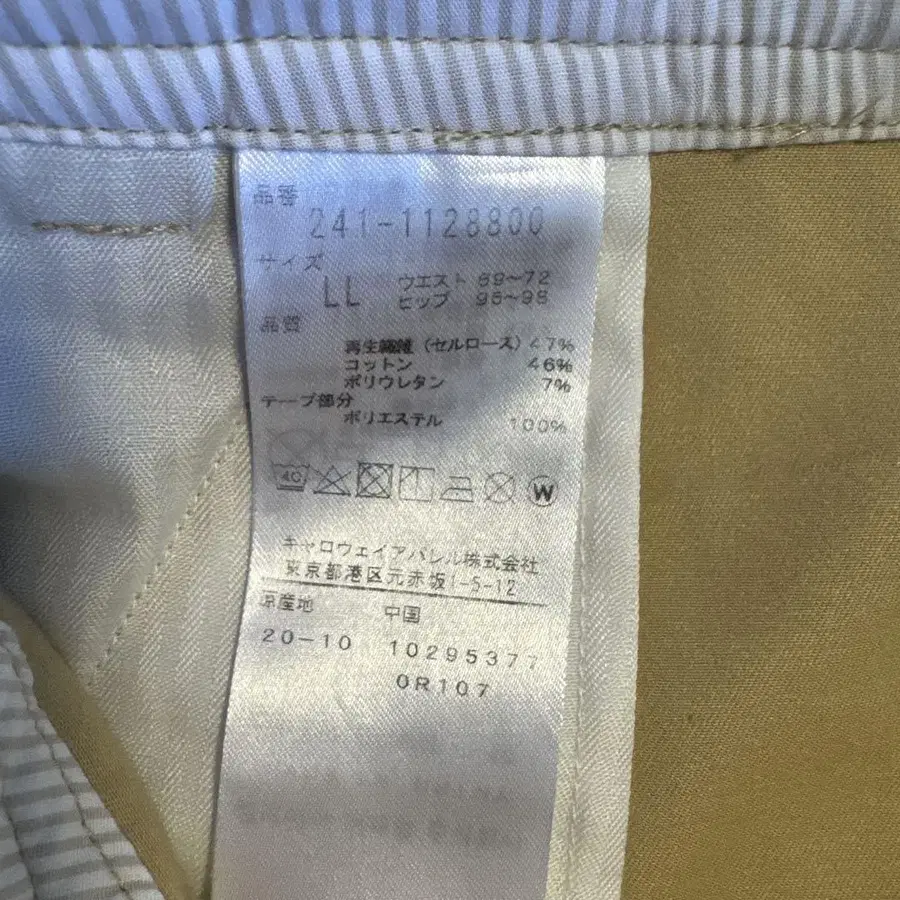 品番
241-1128800
サイズ
LL ウエスト 69~72
ヒップ 96~98
品質
再生繊維(セルロース) 47%
コットン 46%
ポリウレタン 7%
テープ部分
ポリエステル 100%
40
W
キャロウェイアパレル株式会社
東京都港区元赤坂1-5-12
原産地 中国
20-10 10295377
0R107